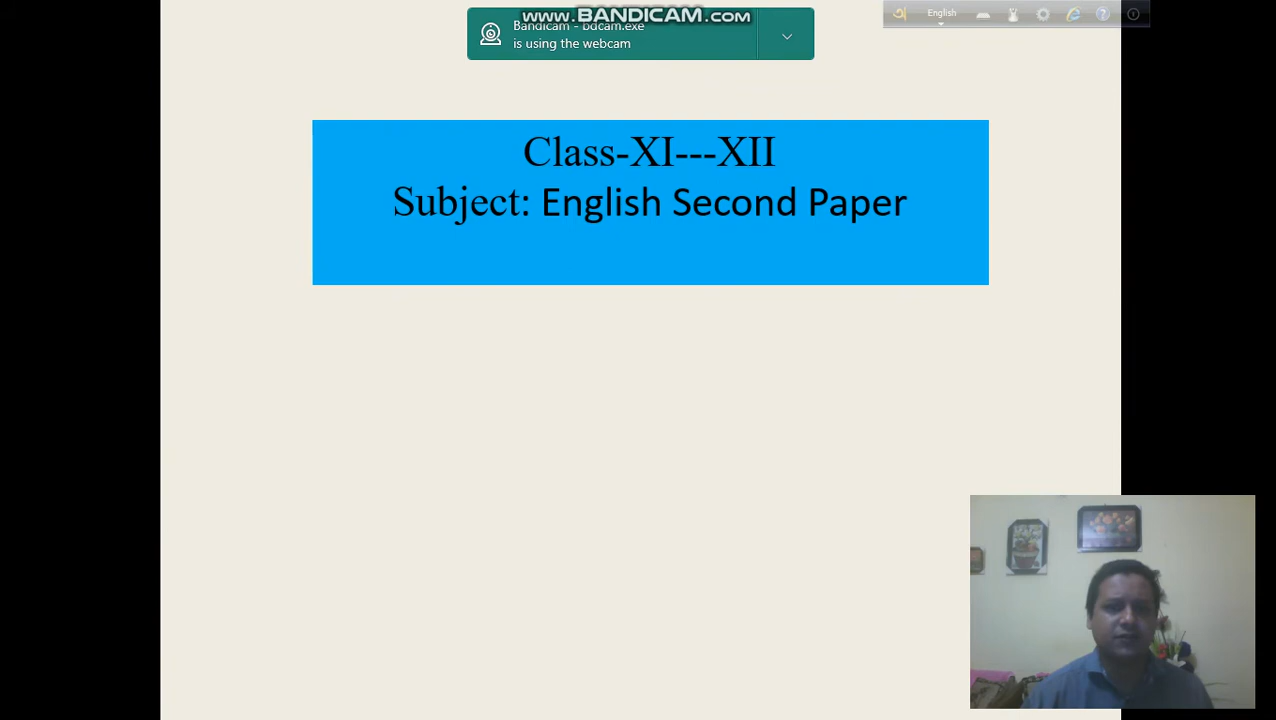 www.BANDICAM.com
Bandicam - bdcam.exe
is using the webcam
English
Class-XI---XII
Subject: English Second Paper